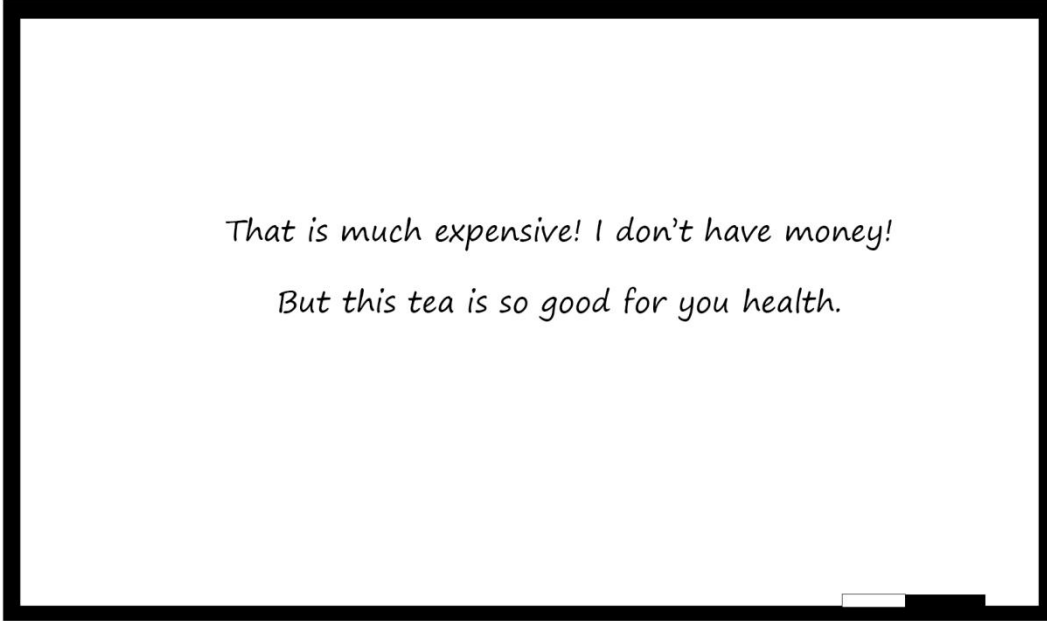 That is much expensive! I don't have money!
But this tea is so good for you health.